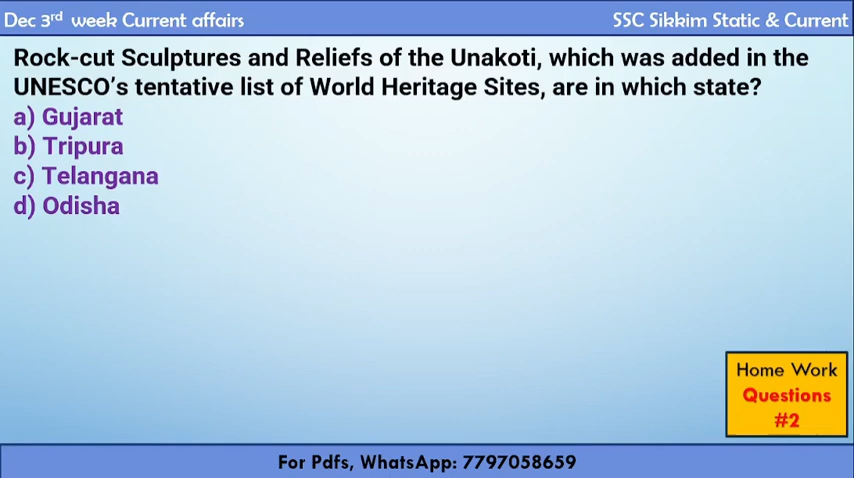 Dec 3rd week Current affairs
SSC Sikkim Static & Current
Rock-cut Sculptures and Reliefs of the Unakoti, which was added in the
UNESCO's tentative list of World Heritage Sites, are in which state?
a) Gujarat
b) Tripura
c) Telangana
d) Odisha
Home Work
Questions
#2
For Pdfs, WhatsApp: 7797058659